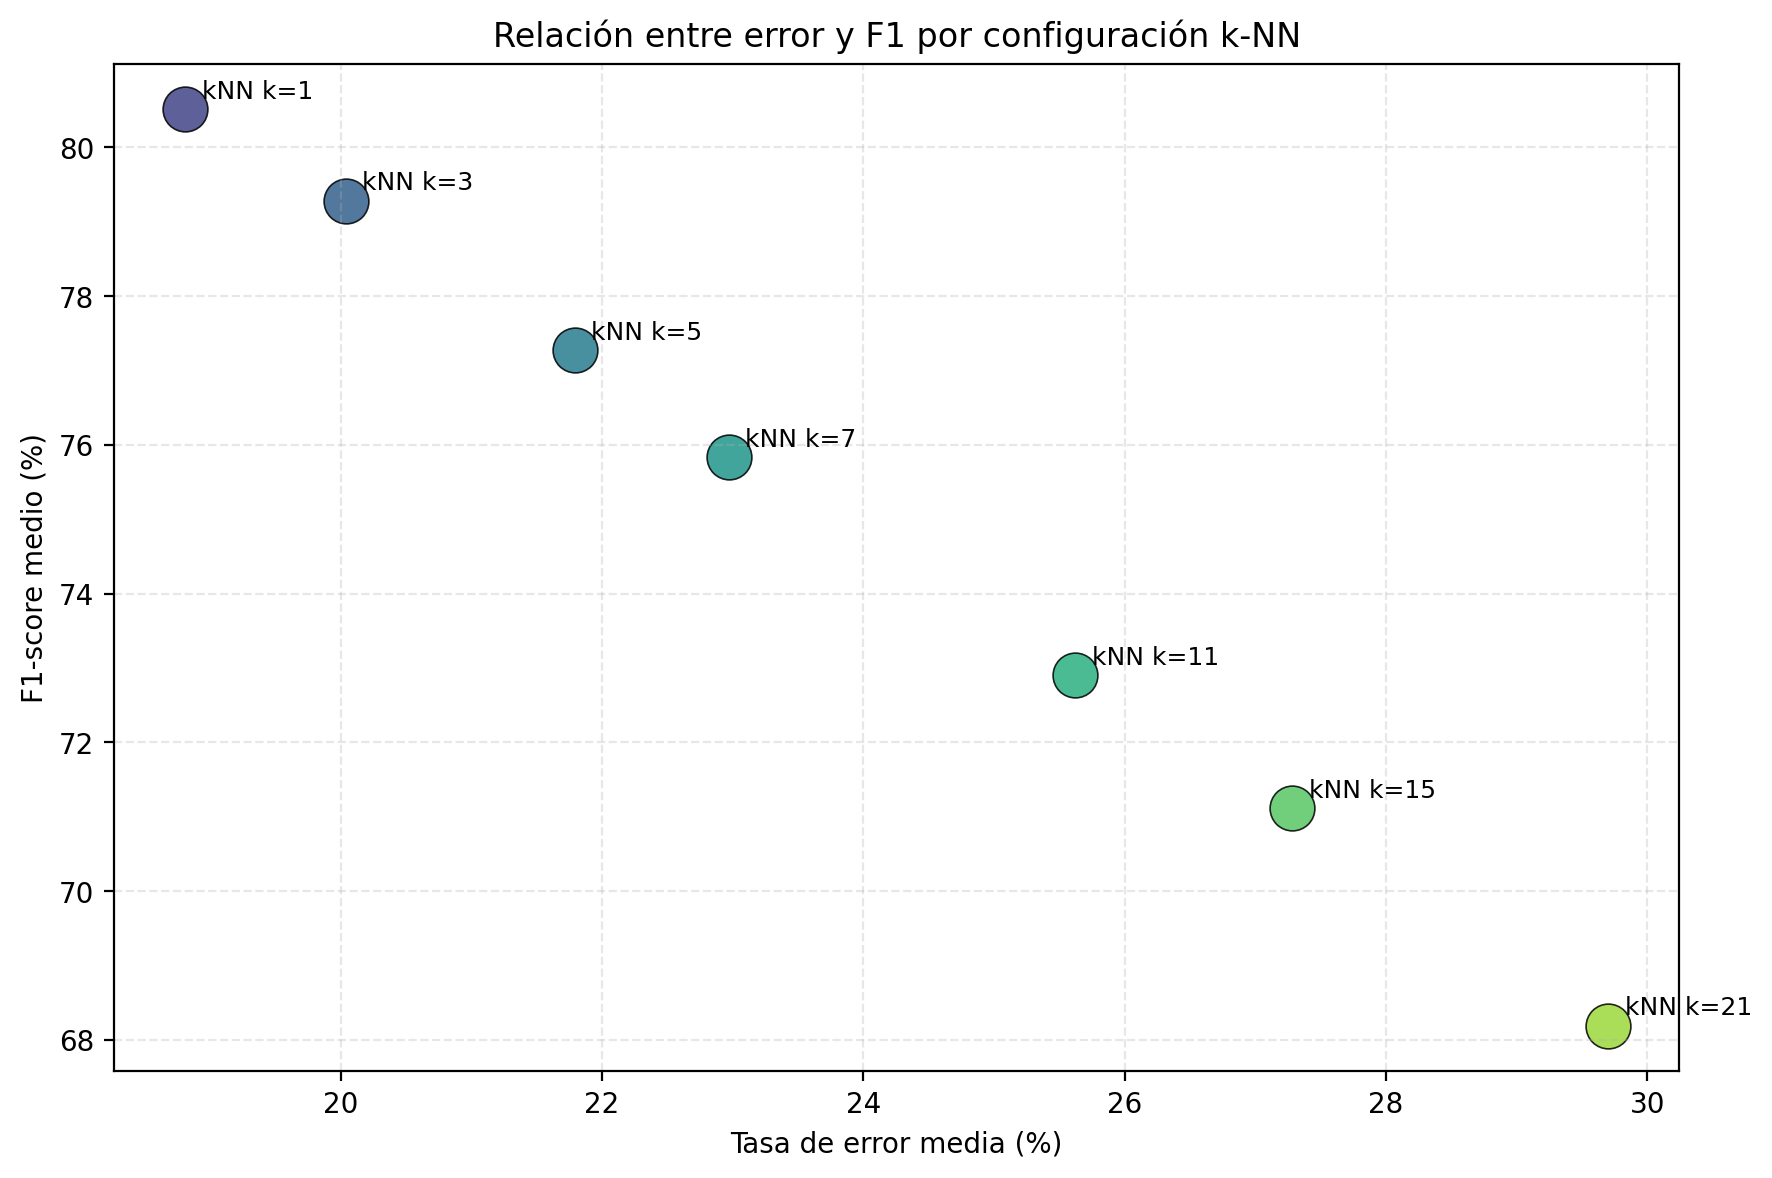 Relación entre error y F1 por configuración k-NN
kNN k=1
kNN k=3
kNN k=5
kNN k=7
kNN k=11
kNN k=15
kNN k=21
F1-score medio (%)
80
78
76
74
72
70
68
20 22 24 26 28 30
Tasa de error media (%)